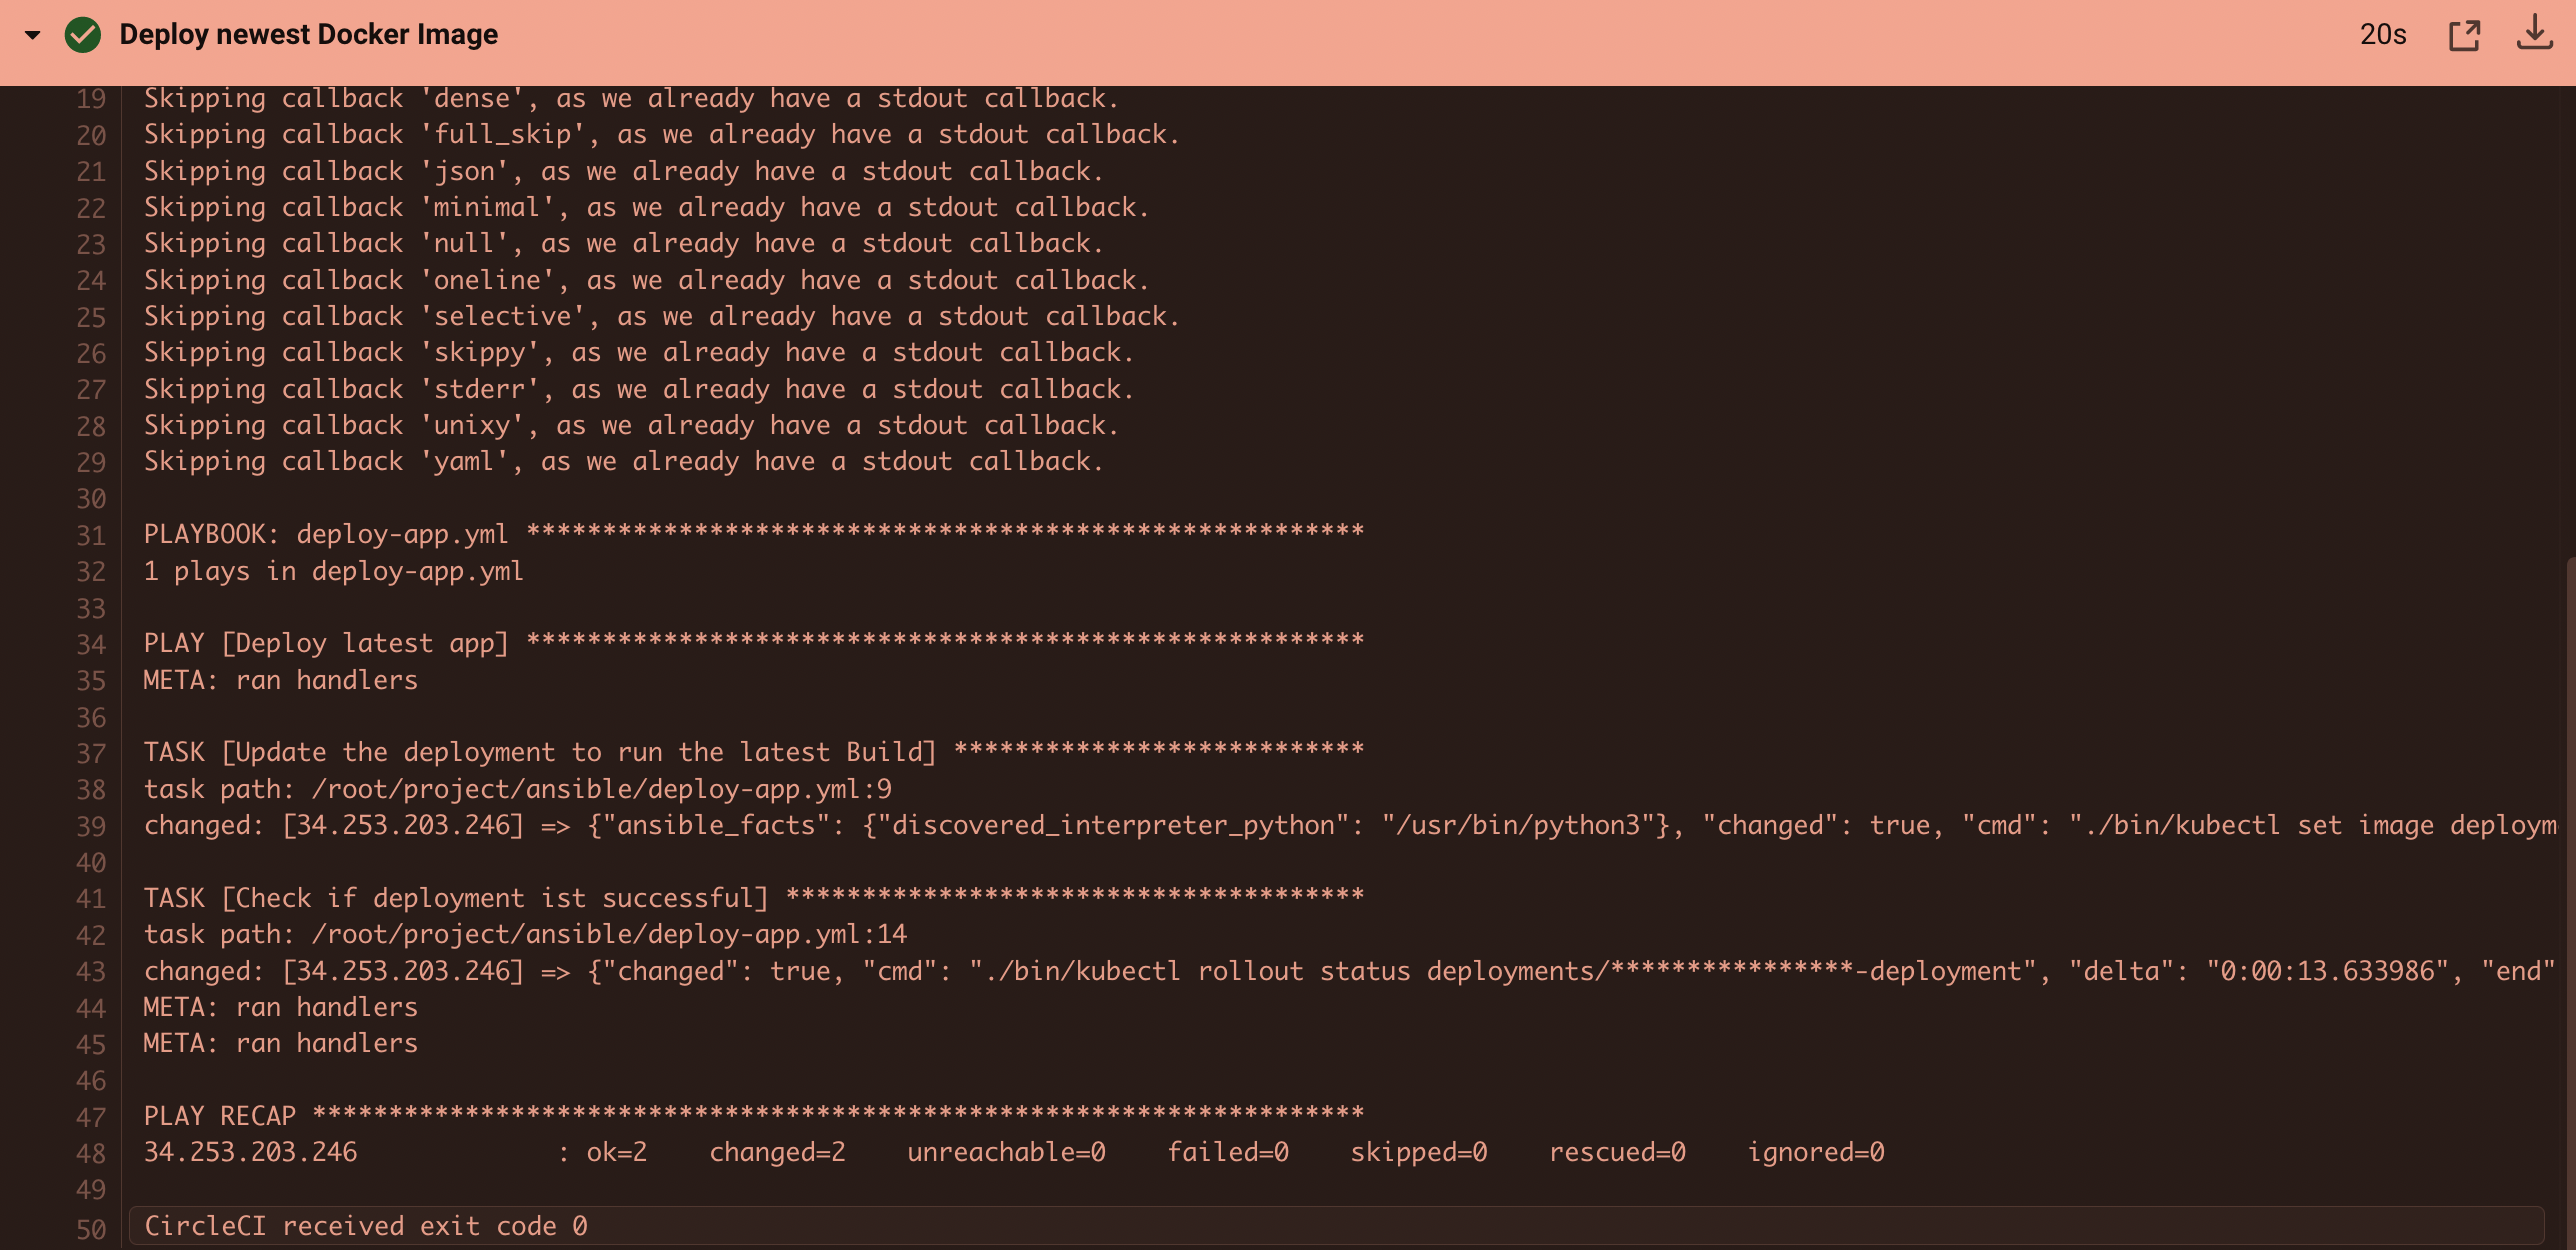 Deploy newest Docker Image 20s
19 Skipping callback 'dense', as we already have a stdout callback.
20 Skipping callback 'full_skip', as we already have a stdout callback.
21 Skipping callback 'json', as we already have a stdout callback.
22 Skipping callback 'minimal', as we already have a stdout callback.
23 Skipping callback 'null', as we already have a stdout callback.
24 Skipping callback 'oneline', as we already have a stdout callback.
25 Skipping callback 'selective', as we already have a stdout callback.
26 Skipping callback 'skippy', as we already have a stdout callback.
27 Skipping callback 'stderr', as we already have a stdout callback.
28 Skipping callback 'unixy', as we already have a stdout callback.
29 Skipping callback 'yaml', as we already have a stdout callback.
30
31 PLAYBOOK: deploy-app.yml *******************************************************
32 1 plays in deploy-app.yml
33
34 PLAY [Deploy latest app] *******************************************************
35 META: ran handlers
36
37 TASK [Update the deployment to run the latest Build] ***************************
38 task path: /root/project/ansible/deploy-app.yml:9
39 changed: [34.253.203.246] => {"ansible_facts": {"discovered_interpreter_python": "/usr/bin/python3"}, "changed": true, "cmd": "./bin/kubectl set image deploym
40
41 TASK [Check if deployment ist successful] **************************************
42 task path: /root/project/ansible/deploy-app.yml:14
43 changed: [34.253.203.246] => {"changed": true, "cmd": "./bin/kubectl rollout status deployments/****************-deployment", "delta": "0:00:13.633986", "end"
44 META: ran handlers
45 META: ran handlers
46
47 PLAY RECAP *********************************************************************
48 34.253.203.246 : ok=2 changed=2 unreachable=0 failed=0 skipped=0 rescued=0 ignored=0
49
50 CircleCI received exit code 0